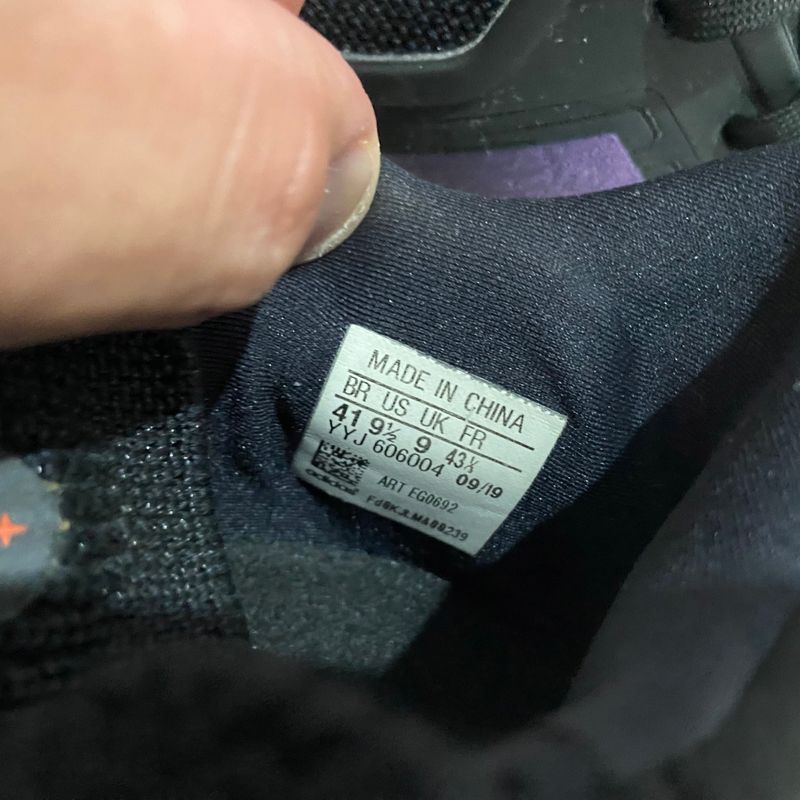 MADE IN CHINA
BR US UK FR
41 9½ 9 43⅓
YYJ 606004 09/19
ART EG0692
adidas